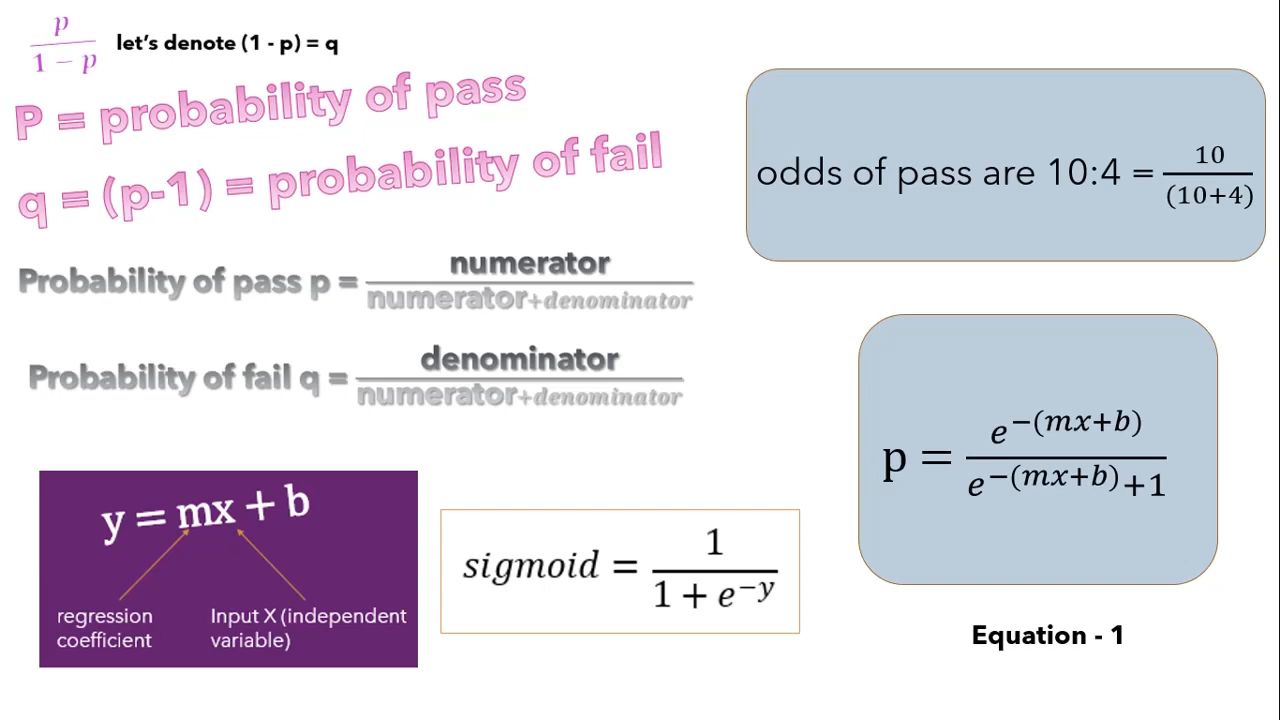 p
1 − p
let's denote (1 - p) = q
P = probability of pass
q = (p-1) = probability of fail
Probability of pass p = numerator
numerator+denominator
Probability of fail q = denominator
numerator+denominator
odds of pass are 10:4 = 10
(10+4)
p = e^−(mx+b)
e^−(mx+b)+1
Equation - 1
y = mx + b
regression
coefficient
Input X (independent
variable)
sigmoid = 1
1 + e^−y